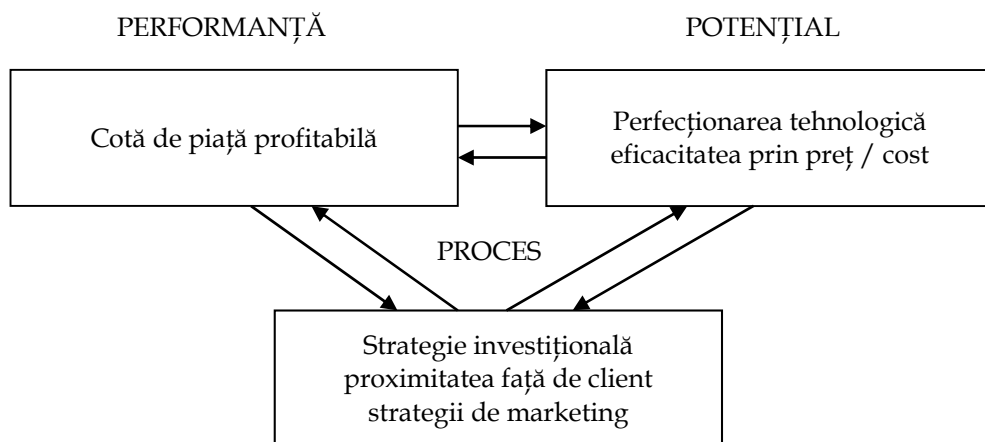 PERFORMANȚĂ
POTENȚIAL
Cotă de piață profitabilă
Perfecționarea tehnologică
eficacitatea prin preț / cost
PROCES
Strategie investițională
proximitatea față de client
strategii de marketing